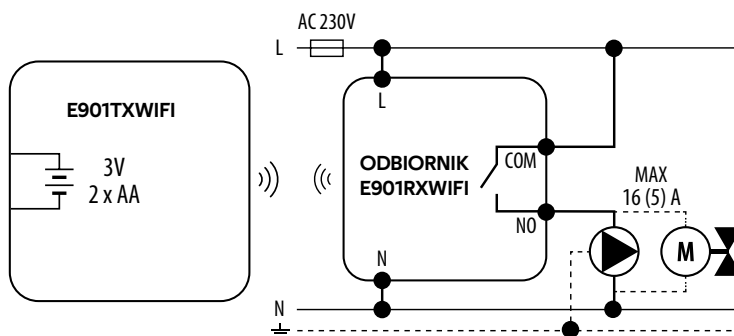 AC 230V
L
E901TXWIFI
3V
2 x AA
L
ODBIORNIK
E901RXWIFI
COM
NO
N
MAX
16 (5) A
M
N